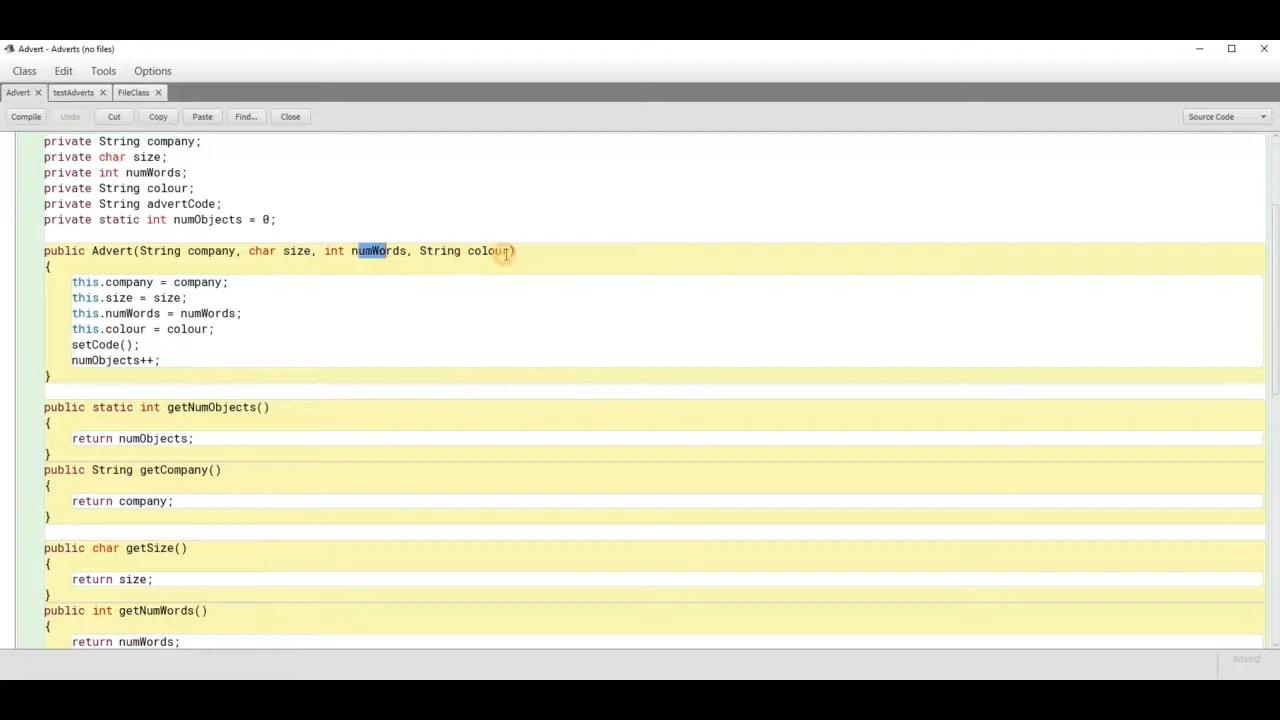 Advert - Adverts (no files)
Class Edit Tools Options
Advert testAdverts FileClass
Compile Undo Cut Copy Paste Find... Close Source Code
private String company;
private char size;
private int numWords;
private String colour;
private String advertCode;
private static int numObjects = 0;
public Advert(String company, char size, int numWords, String colour)
{
this.company = company;
this.size = size;
this.numWords = numWords;
this.colour = colour;
setCode();
numObjects++;
}
public static int getNumObjects()
{
return numObjects;
}
public String getCompany()
{
return company;
}
public char getSize()
{
return size;
}
public int getNumWords()
{
return numWords;
saved